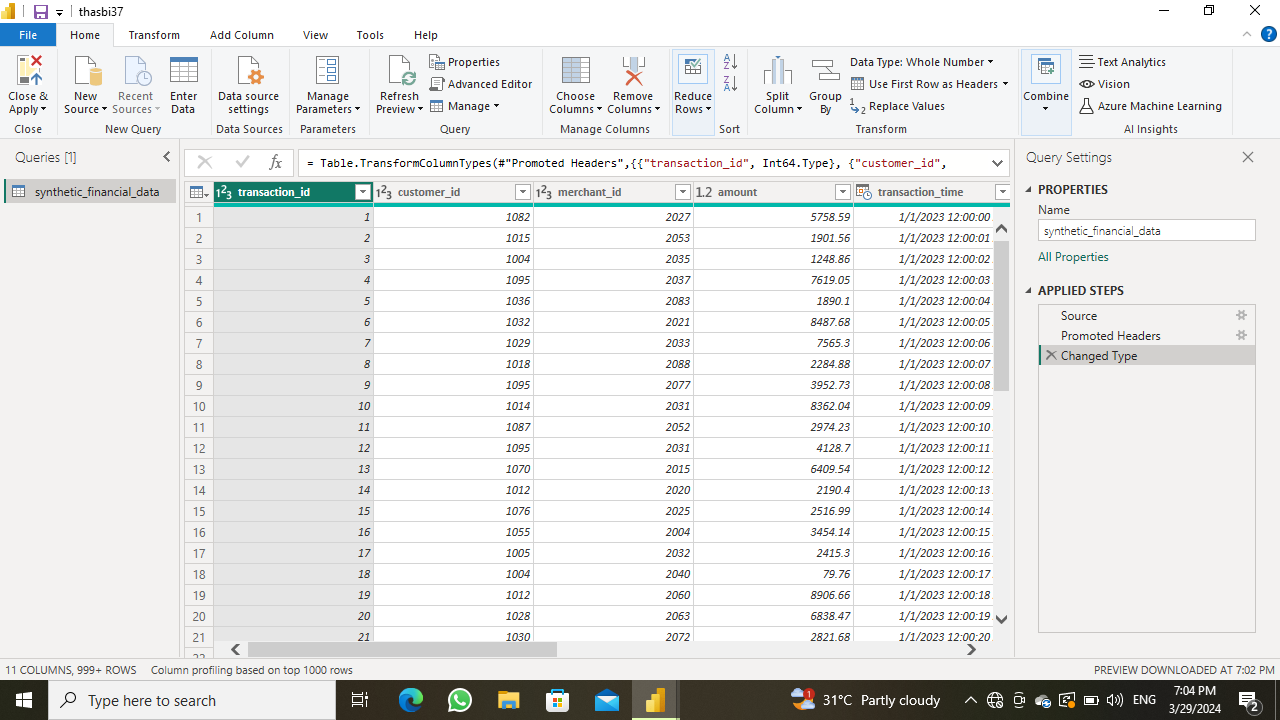 thasbi37
File Home Transform Add Column View Tools Help
Close & Apply
New Source
Recent Sources
Enter Data
Data source settings
Manage Parameters
Refresh Preview
Properties
Advanced Editor
Manage
Choose Columns
Remove Columns
Reduce Rows
Split Column
Group By
Data Type: Whole Number
Use First Row as Headers
Replace Values
Combine
Text Analytics
Vision
Azure Machine Learning
Close New Query Data Sources Parameters Query Manage Columns Sort Transform AI Insights
Queries [1]
synthetic_financial_data
fx = Table.TransformColumnTypes(#"Promoted Headers",{{"transaction_id", Int64.Type}, {"customer_id",
transaction_id customer_id merchant_id 1.2 amount transaction_time
1 1 1082 2027 5758.59 1/1/2023 12:00:00
2 2 1015 2053 1901.56 1/1/2023 12:00:01
3 3 1004 2035 1248.86 1/1/2023 12:00:02
4 4 1095 2037 7619.05 1/1/2023 12:00:03
5 5 1036 2083 1890.1 1/1/2023 12:00:04
6 6 1032 2021 8487.68 1/1/2023 12:00:05
7 7 1029 2033 7565.3 1/1/2023 12:00:06
8 8 1018 2088 2284.88 1/1/2023 12:00:07
9 9 1095 2077 3952.73 1/1/2023 12:00:08
10 10 1014 2031 8362.04 1/1/2023 12:00:09
11 11 1087 2052 2974.23 1/1/2023 12:00:10
12 12 1095 2031 4128.7 1/1/2023 12:00:11
13 13 1070 2015 6409.54 1/1/2023 12:00:12
14 14 1012 2020 2190.4 1/1/2023 12:00:13
15 15 1076 2025 2516.99 1/1/2023 12:00:14
16 16 1055 2004 3454.14 1/1/2023 12:00:15
17 17 1005 2032 2415.3 1/1/2023 12:00:16
18 18 1004 2040 79.76 1/1/2023 12:00:17
19 19 1012 2060 8906.66 1/1/2023 12:00:18
20 20 1028 2063 6838.47 1/1/2023 12:00:19
21 21 1030 2072 2821.68 1/1/2023 12:00:20
Query Settings
PROPERTIES
Name
synthetic_financial_data
All Properties
APPLIED STEPS
Source
Promoted Headers
Changed Type
11 COLUMNS, 999+ ROWS Column profiling based on top 1000 rows PREVIEW DOWNLOADED AT 7:02 PM
Type here to search
1
31°C Partly cloudy
ENG
7:04 PM
3/29/2024
2